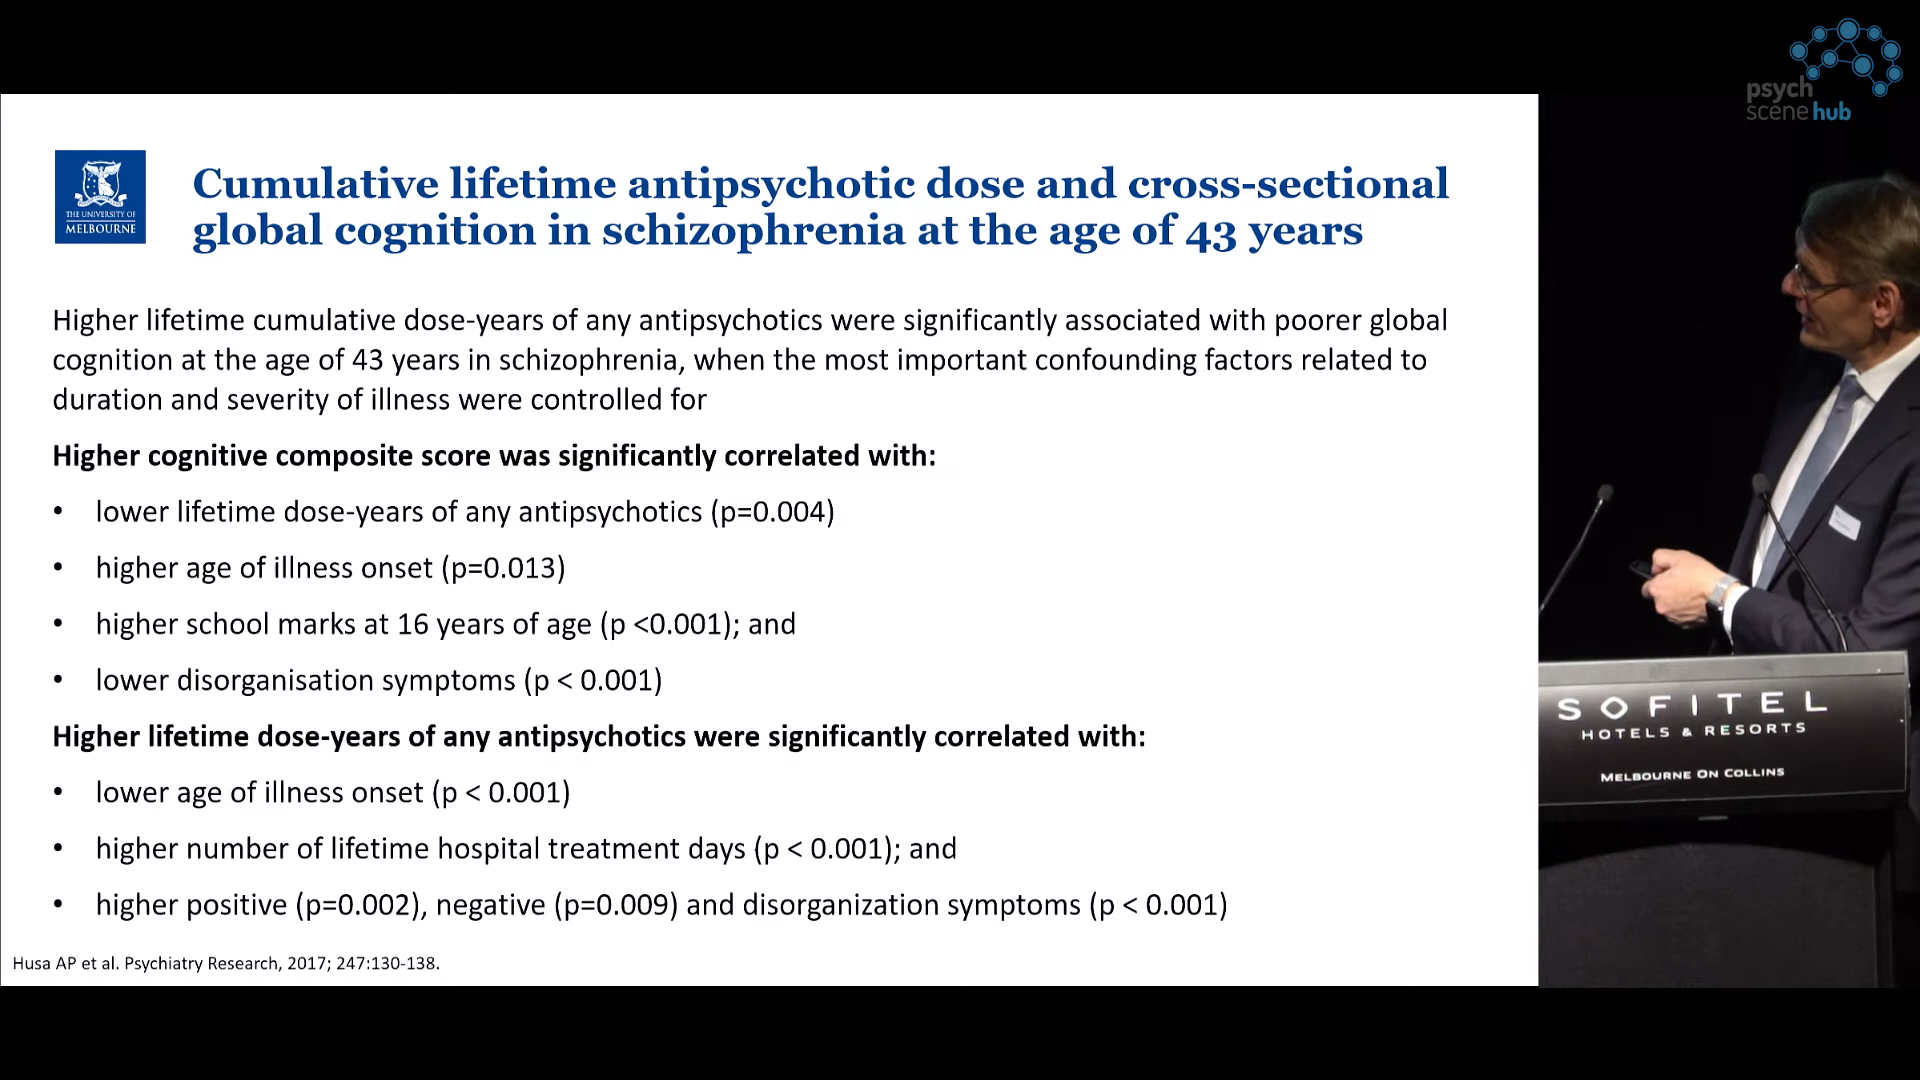 psych
scene hub
THE UNIVERSITY OF
MELBOURNE
Cumulative lifetime antipsychotic dose and cross-sectional
global cognition in schizophrenia at the age of 43 years
Higher lifetime cumulative dose-years of any antipsychotics were significantly associated with poorer global
cognition at the age of 43 years in schizophrenia, when the most important confounding factors related to
duration and severity of illness were controlled for
Higher cognitive composite score was significantly correlated with:
• lower lifetime dose-years of any antipsychotics (p=0.004)
• higher age of illness onset (p=0.013)
• higher school marks at 16 years of age (p <0.001); and
• lower disorganisation symptoms (p < 0.001)
Higher lifetime dose-years of any antipsychotics were significantly correlated with:
• lower age of illness onset (p < 0.001)
• higher number of lifetime hospital treatment days (p < 0.001); and
• higher positive (p=0.002), negative (p=0.009) and disorganization symptoms (p < 0.001)
Husa AP et al. Psychiatry Research, 2017; 247:130-138.
SOFITEL
HOTELS & RESORTS
MELBOURNE ON COLLINS